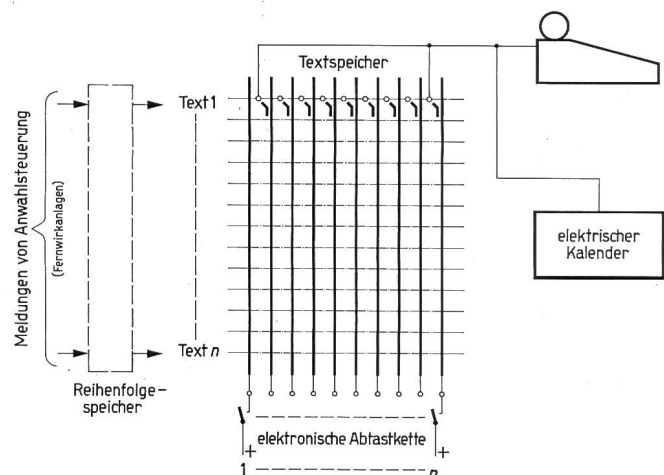 Textspeicher
Text 1
Meldungen von Anwahlsteuerung
(Fernwirkanlagen)
elektrischer
Kalender
Text n
Reihenfolge-
speicher
elektronische Abtastkette
+ +
1 n